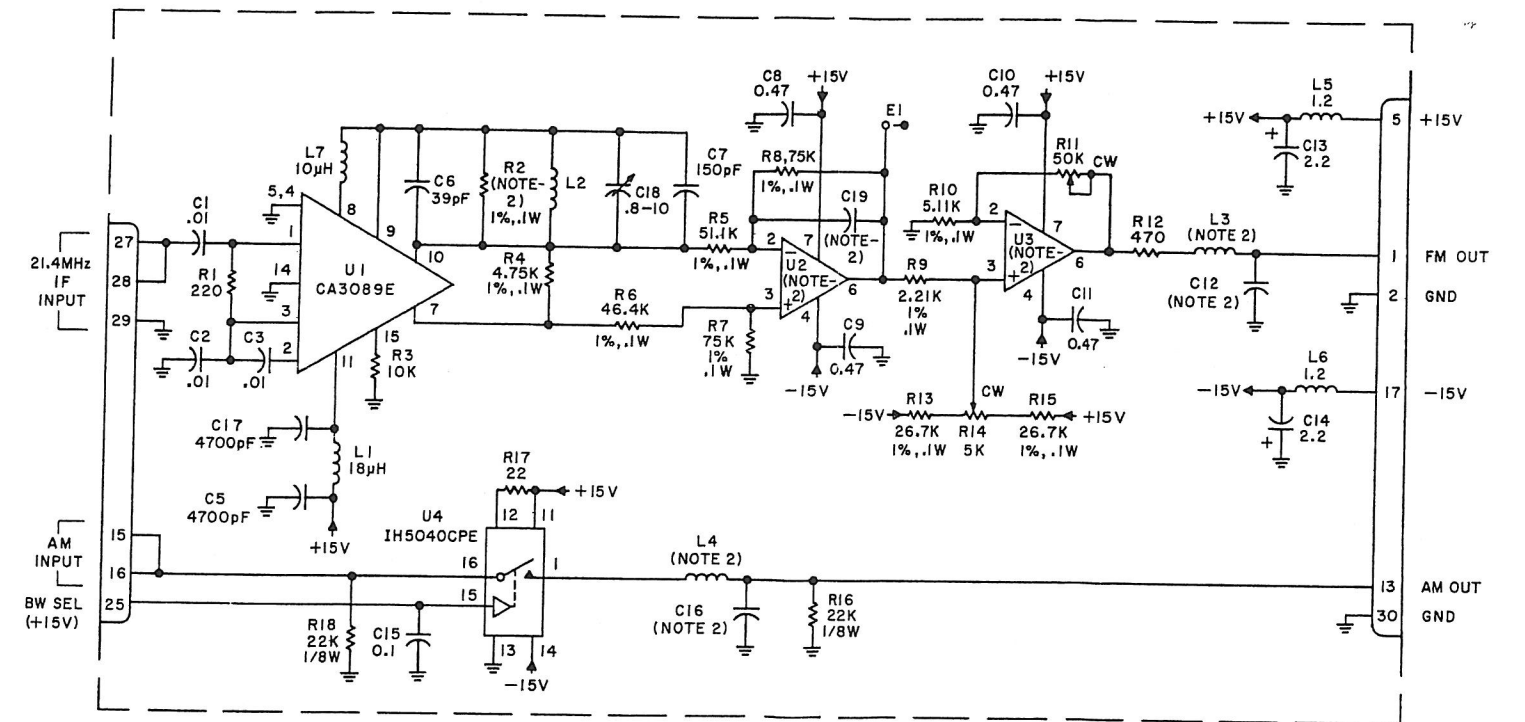 C8
0.47
+15V
C10
0.47
+15V
E1
L5
1.2
+15V
+
C13
2.2
5
+15V
L7
10μH
C6
39pF
R2
(NOTE-
2)
1%,.1W
L2
C18
.8-10
C7
150pF
R8,75K
1%,.1W
C19
(NOTE-
2)
R11
50K
CW
R10
5.11K
1%,.1W
5,4
8
9
C1
.01
1
R5
51.1K
1%,.1W
2
−
7
U2
(NOTE-
2)
+
3
4
6
2
−
7
U3
(NOTE-
2)
+
3
4
6
R12
470
L3
(NOTE 2)
C12
(NOTE 2)
1
FM OUT
2
GND
21.4MHz
IF
INPUT
27
28
29
R1
220
14
U1
CA3089E
10
7
3
2
15
11
R4
4.75K
1%,.1W
R6
46.4K
1%,.1W
R7
75K
1%
.1W
R9
2.21K
1%
.1W
C9
0.47
−15V
C11
0.47
−15V
C2
.01
C3
.01
R3
10K
L6
1.2
−15V
C14
2.2
+
17
−15V
CW
−15V
R13
26.7K
1%,.1W
R14
5K
R15
26.7K
1%,.1W
+15V
C17
4700pF
L1
18μH
C5
4700pF
+15V
R17
22
+15V
12
11
U4
IH5040CPE
16
1
15
13
14
−15V
AM
INPUT
15
16
BW SEL
(+15V)
25
R18
22K
1/8W
C15
0.1
L4
(NOTE 2)
C16
(NOTE 2)
R16
22K
1/8W
13
AM OUT
30
GND